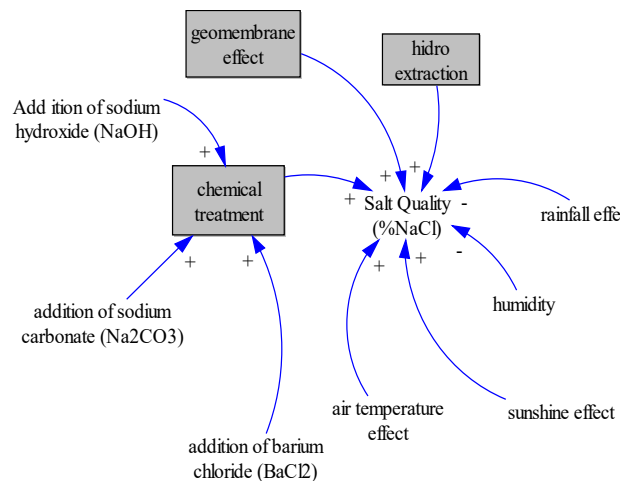 geomembrane
effect
hidro
extraction
Add ition of sodium
hydroxide (NaOH)
+
+
+
chemical
treatment
+
Salt Quality
(%NaCl)
-
rainfall effe
+
+
+
+
-
addition of sodium
carbonate (Na2CO3)
humidity
air temperature
effect
sunshine effect
addition of barium
chloride (BaCl2)